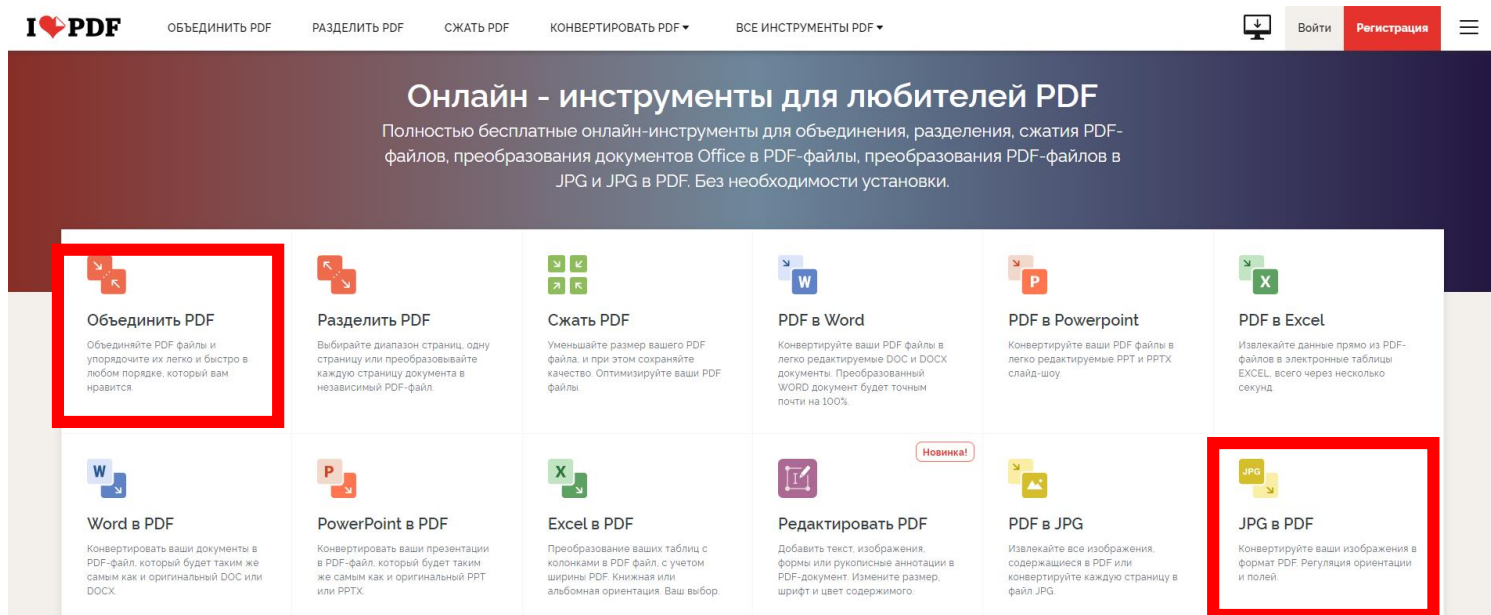 I PDF
ОБЪЕДИНИТЬ PDF
РАЗДЕЛИТЬ PDF
СЖАТЬ PDF
КОНВЕРТИРОВАТЬ PDF
ВСЕ ИНСТРУМЕНТЫ PDF
Войти
Регистрация
Онлайн - инструменты для любителей PDF
Полностью бесплатные онлайн-инструменты для объединения, разделения, сжатия PDF-
файлов, преобразования документов Office в PDF-файлы, преобразования PDF-файлов в
JPG и JPG в PDF. Без необходимости установки.
Объединить PDF
Объединяйте PDF файлы и
упорядочите их легко и быстро в
любом порядке, который вам
нравится.
Разделить PDF
Выбирайте диапазон страниц, одну
страницу или преобразовывайте
каждую страницу документа в
независимый PDF-файл.
Сжать PDF
Уменьшайте размер вашего PDF
файла, и при этом сохраняйте
качество. Оптимизируйте ваши PDF
файлы.
W
PDF в Word
Конвертируйте ваши PDF файлы в
легко редактируемые DOC и DOCX
документы. Преобразованный
WORD документ будет точным
почти на 100%.
P
PDF в Powerpoint
Конвертируйте ваши PDF файлы в
легко редактируемые PPT и PPTX
слайд-шоу.
X
PDF в Excel
Извлекайте данные прямо из PDF-
файлов в электронные таблицы
EXCEL, всего через несколько
секунд.
W
Word в PDF
Конвертировать ваши документы в
PDF-файл, который будет таким же
самым как и оригинальный DOC или
DOCX.
P
PowerPoint в PDF
Конвертировать ваши презентации
в PDF-файл, который будет таким
же самым как и оригинальный PPT
или PPTX.
X
Excel в PDF
Преобразование ваших таблиц с
колонками в PDF файл, с учетом
ширины PDF. Книжная или
альбомная ориентация. Ваш выбор.
Новинка!
Редактировать PDF
Добавить текст, изображения,
формы или рукописные аннотации в
PDF-документ. Измените размер,
шрифт и цвет содержимого.
PDF в JPG
Извлекайте все изображения,
содержащиеся в PDF или
конвертируйте каждую страницу в
файл JPG
JPG
JPG в PDF
Конвертируйте ваши изображения в
формат PDF. Регуляция ориентации
и полей.